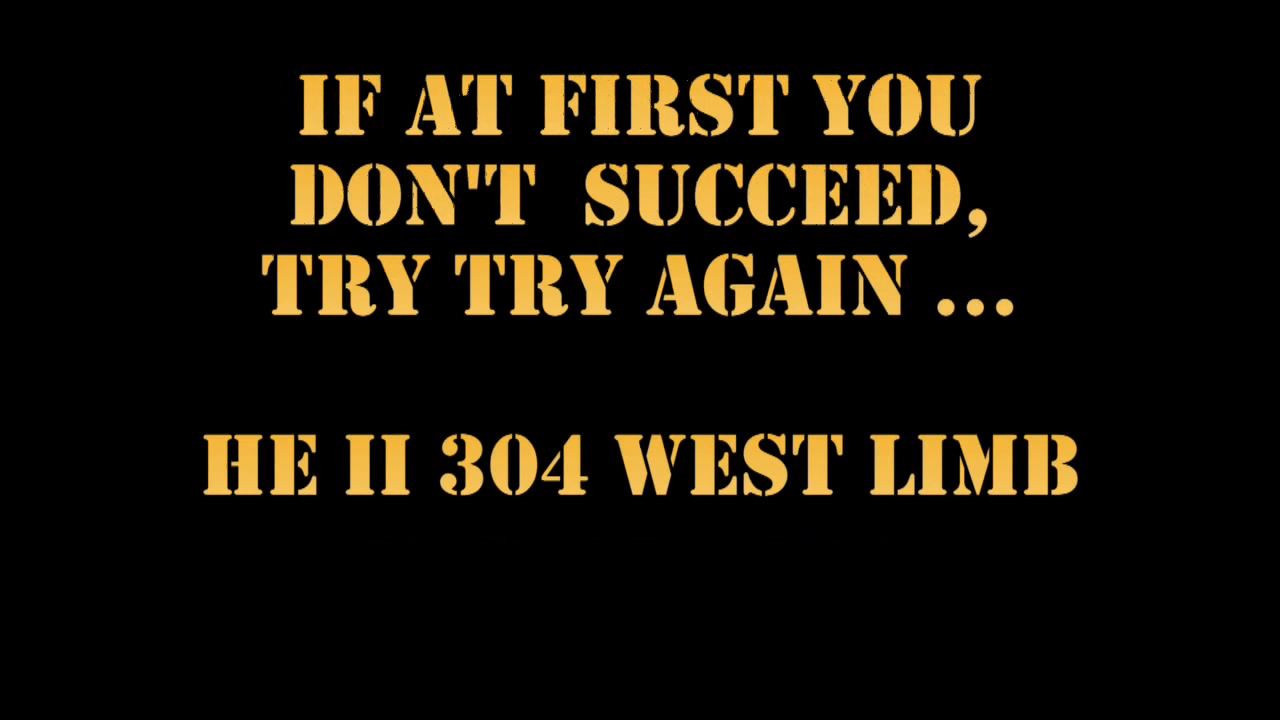 IF AT FIRST YOU
DON'T SUCCEED,
TRY TRY AGAIN ...
HE II 304 WEST LIMB